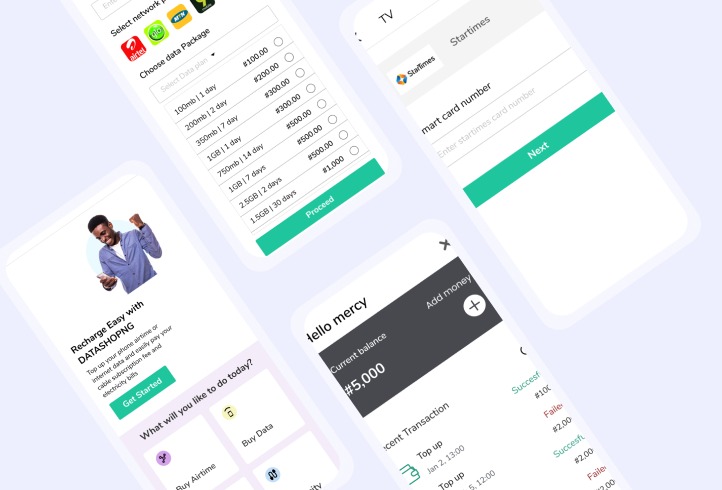 Select network p
airtel
MTN
Choose data Package
Select Data plan
100mb | 1 day #100.00
200mb | 2 day #200.00
350mb | 7 day #300.00
1GB | 1 day #300.00
750mb | 14 day #500.00
1GB | 7 days #500.00
2.5GB | 2 days #500.00
1.5GB | 30 days #1,000
Proceed
TV
StarTimes
Startimes
mart card number
Enter startimes card number
Next
Recharge Easy with
DATASHOPNG
Top up your phone airtime or
internet data and easily pay your
cable subscription fee and
electricity bills
Get Started
What will you like to do today?
Buy Airtime
Buy Data
Hello mercy
Current balance
#5,000
Add money
cent Transaction
Top up
Jan 2, 13:00
Successf
#100
Top up
5, 12:00
Faile
#2,00
Successfu
#2,00
Faile
#2,00